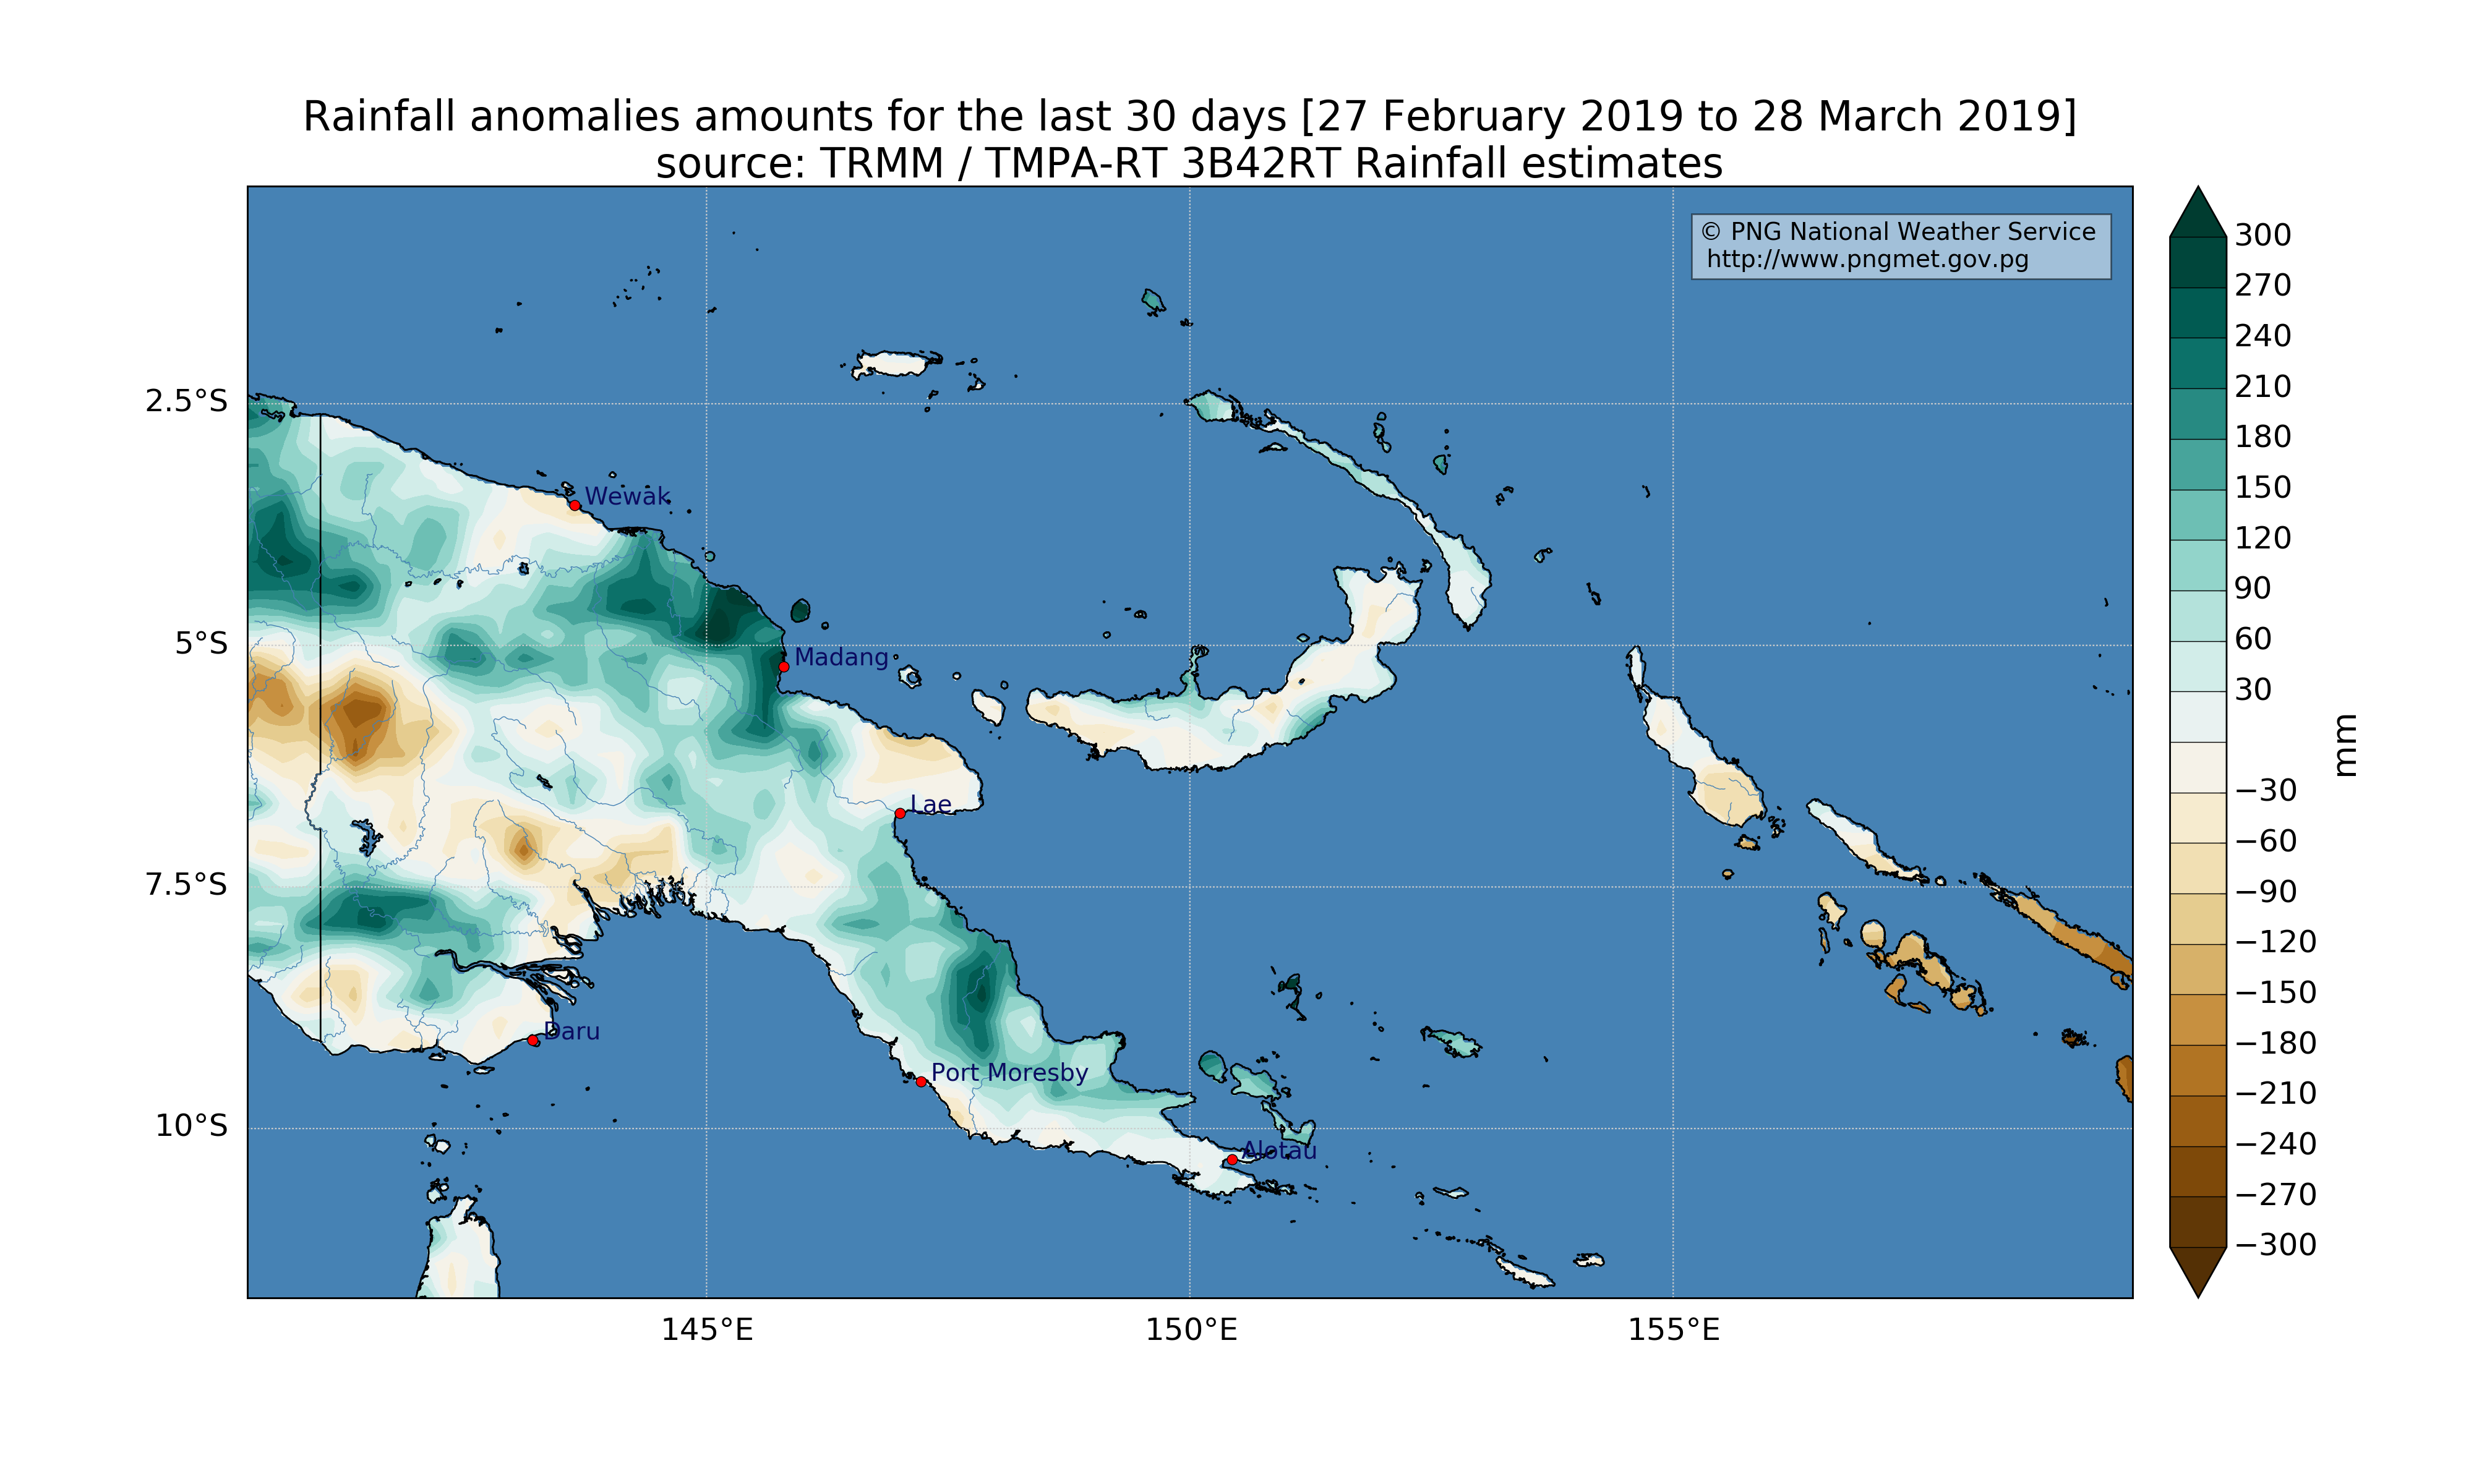 Rainfall anomalies amounts for the last 30 days [27 February 2019 to 28 March 2019]
source: TRMM / TMPA-RT 3B42RT Rainfall estimates
© PNG National Weather Service
http://www.pngmet.gov.pg
2.5°S
5°S
7.5°S
10°S
Wewak
Madang
Lae
Daru
Port Moresby
Alotau
145°E
150°E
155°E
300
270
240
210
180
150
120
90
60
30
−30
−60
−90
−120
−150
−180
−210
−240
−270
−300
mm